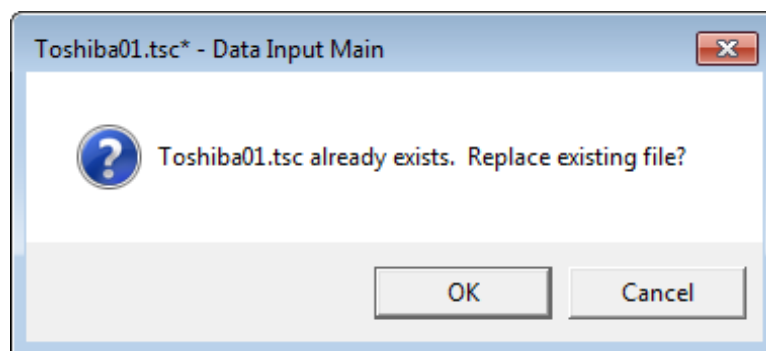 Toshiba01.tsc* - Data Input Main
Toshiba01.tsc already exists.  Replace existing file?
OK
Cancel